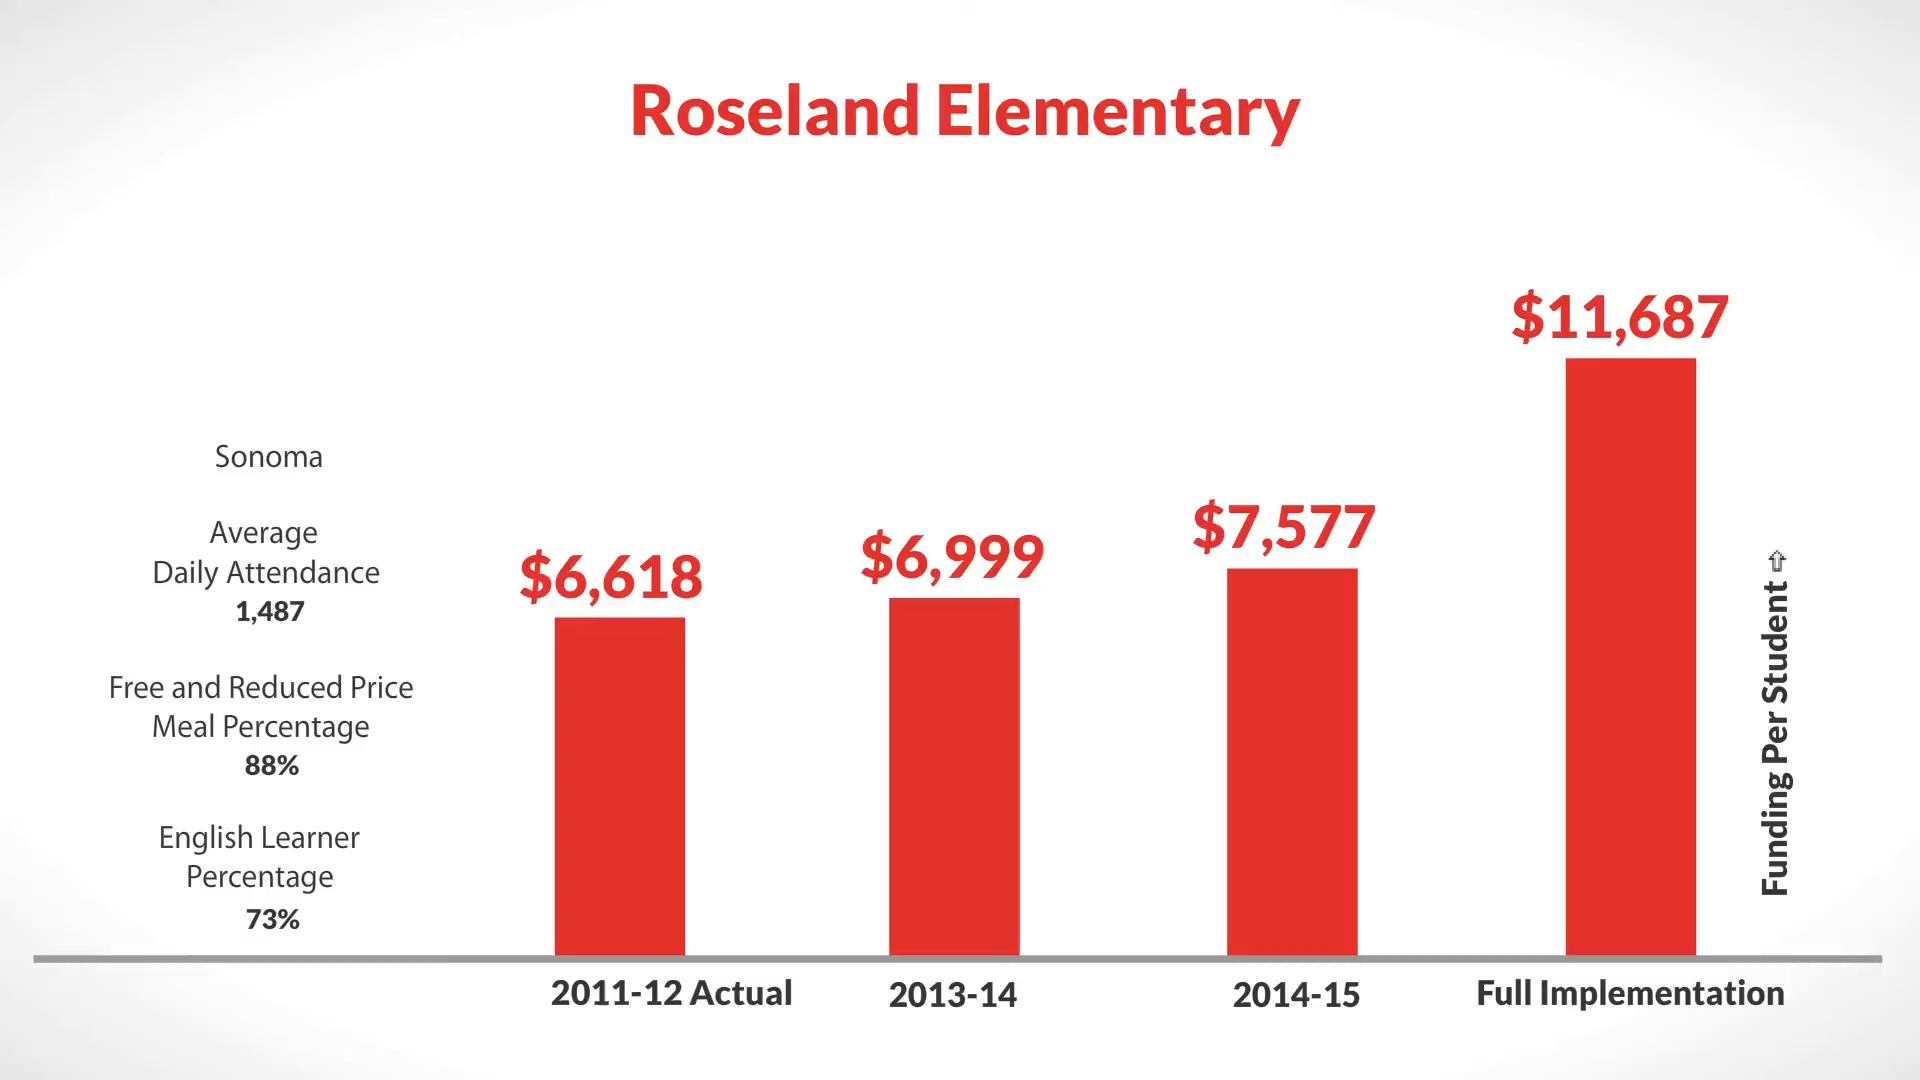 Roseland Elementary
Sonoma
Average
Daily Attendance
1,487
Free and Reduced Price
Meal Percentage
88%
English Learner
Percentage
73%
$6,618
$6,999
$7,577
$11,687
2011-12 Actual
2013-14
2014-15
Full Implementation
Funding Per Student